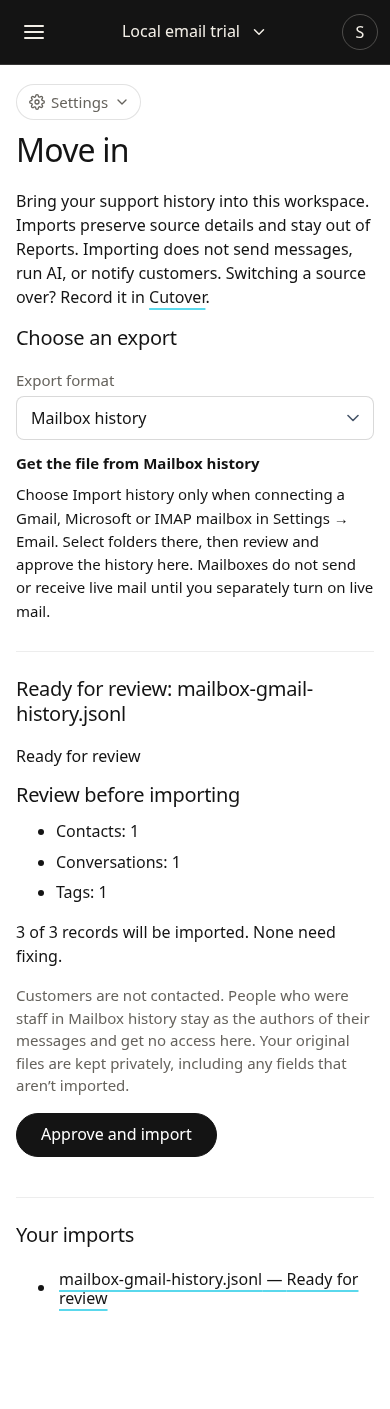 Local email trial
S
Settings
Move in
Bring your support history into this workspace.
Imports preserve source details and stay out of
Reports. Importing does not send messages,
run AI, or notify customers. Switching a source
over? Record it in Cutover.
Choose an export
Export format
Mailbox history
Get the file from Mailbox history
Choose Import history only when connecting a
Gmail, Microsoft or IMAP mailbox in Settings →
Email. Select folders there, then review and
approve the history here. Mailboxes do not send
or receive live mail until you separately turn on live
mail.
Ready for review: mailbox-gmail-
history.jsonl
Ready for review
Review before importing
• Contacts: 1
• Conversations: 1
• Tags: 1
3 of 3 records will be imported. None need
fixing.
Customers are not contacted. People who were
staff in Mailbox history stay as the authors of their
messages and get no access here. Your original
files are kept privately, including any fields that
aren’t imported.
Approve and import
Your imports
• mailbox-gmail-history.jsonl — Ready for
review